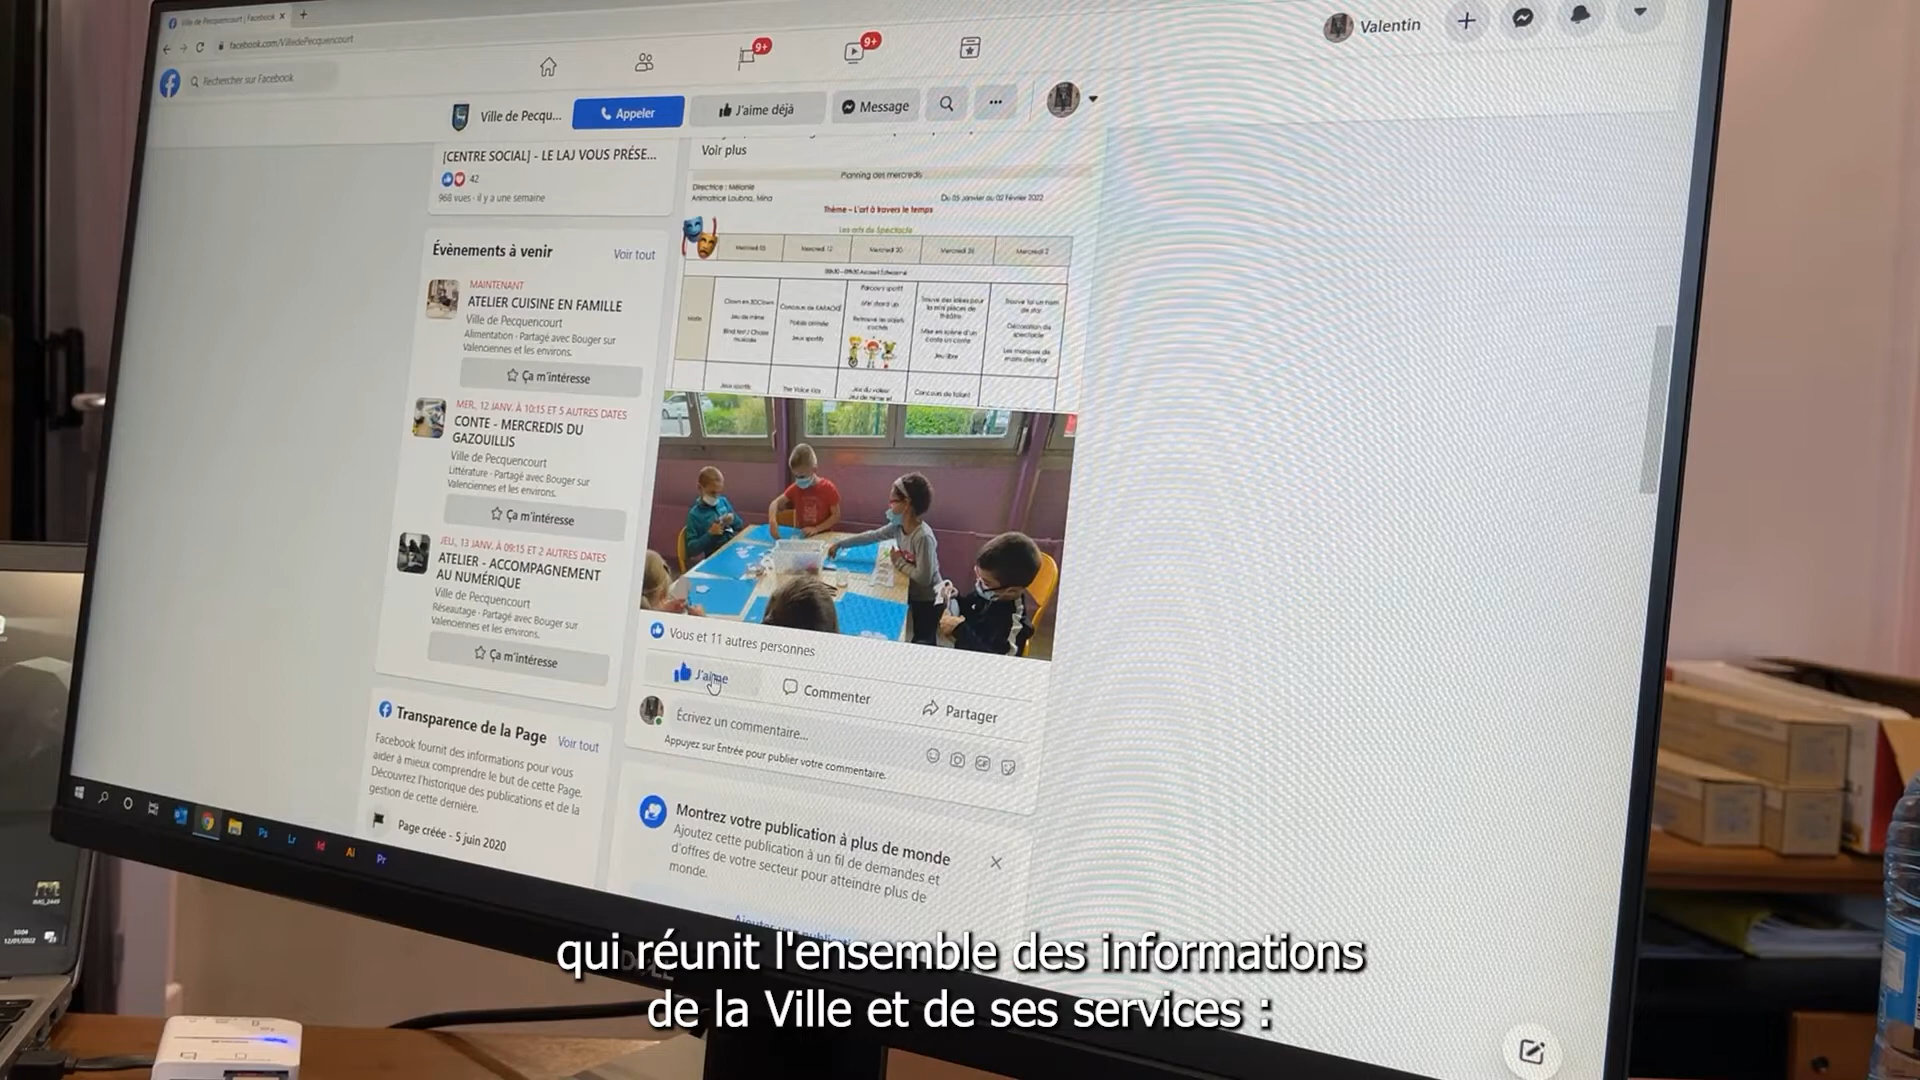 Ville de Pecquencourt | Facebook
facebook.com/VilledePecquencourt
Rechercher sur Facebook
9+
9+
Valentin
Ville de Pecqu...
Appeler
J'aime déjà
Message
[CENTRE SOCIAL] - LE LAJ VOUS PRÉSE...
42
968 vues · il y a une semaine
Évènements à venir
Voir tout
MAINTENANT
ATELIER CUISINE EN FAMILLE
Ville de Pecquencourt
Alimentation · Partagé avec Bouger sur
Valenciennes et les environs.
Ça m'intéresse
MER., 12 JANV. À 10:15 ET 5 AUTRES DATES
CONTE - MERCREDIS DU
GAZOUILLIS
Ville de Pecquencourt
Littérature · Partagé avec Bouger sur
Valenciennes et les environs.
Ça m'intéresse
JEU., 13 JANV. À 09:15 ET 2 AUTRES DATES
ATELIER - ACCOMPAGNEMENT
AU NUMÉRIQUE
Ville de Pecquencourt
Réseautage · Partagé avec Bouger sur
Valenciennes et les environs.
Ça m'intéresse
Transparence de la Page
Voir tout
Facebook fournit des informations pour vous
aider à mieux comprendre le but de cette Page.
Découvrez l'historique des publications et de la
gestion de cette dernière.
Page créée - 5 juin 2020
Voir plus
Planning des mercredis
Directrice : Mélanie
Animatrice Loubna, Mina
Du 05 Janvier au 02 Février 2022
Thème – L'art à travers le temps
Les arts du Spectacle
Vous et 11 autres personnes
J'aime
Commenter
Partager
Écrivez un commentaire...
Appuyez sur Entrée pour publier votre commentaire.
Montrez votre publication à plus de monde
Ajoutez cette publication à un fil de demandes et
d'offres de votre secteur pour atteindre plus de
monde.
Ps
Lr
Id
Ai
Pr
10:04
12/01/2022
qui réunit l'ensemble des informations
de la Ville et de ses services :